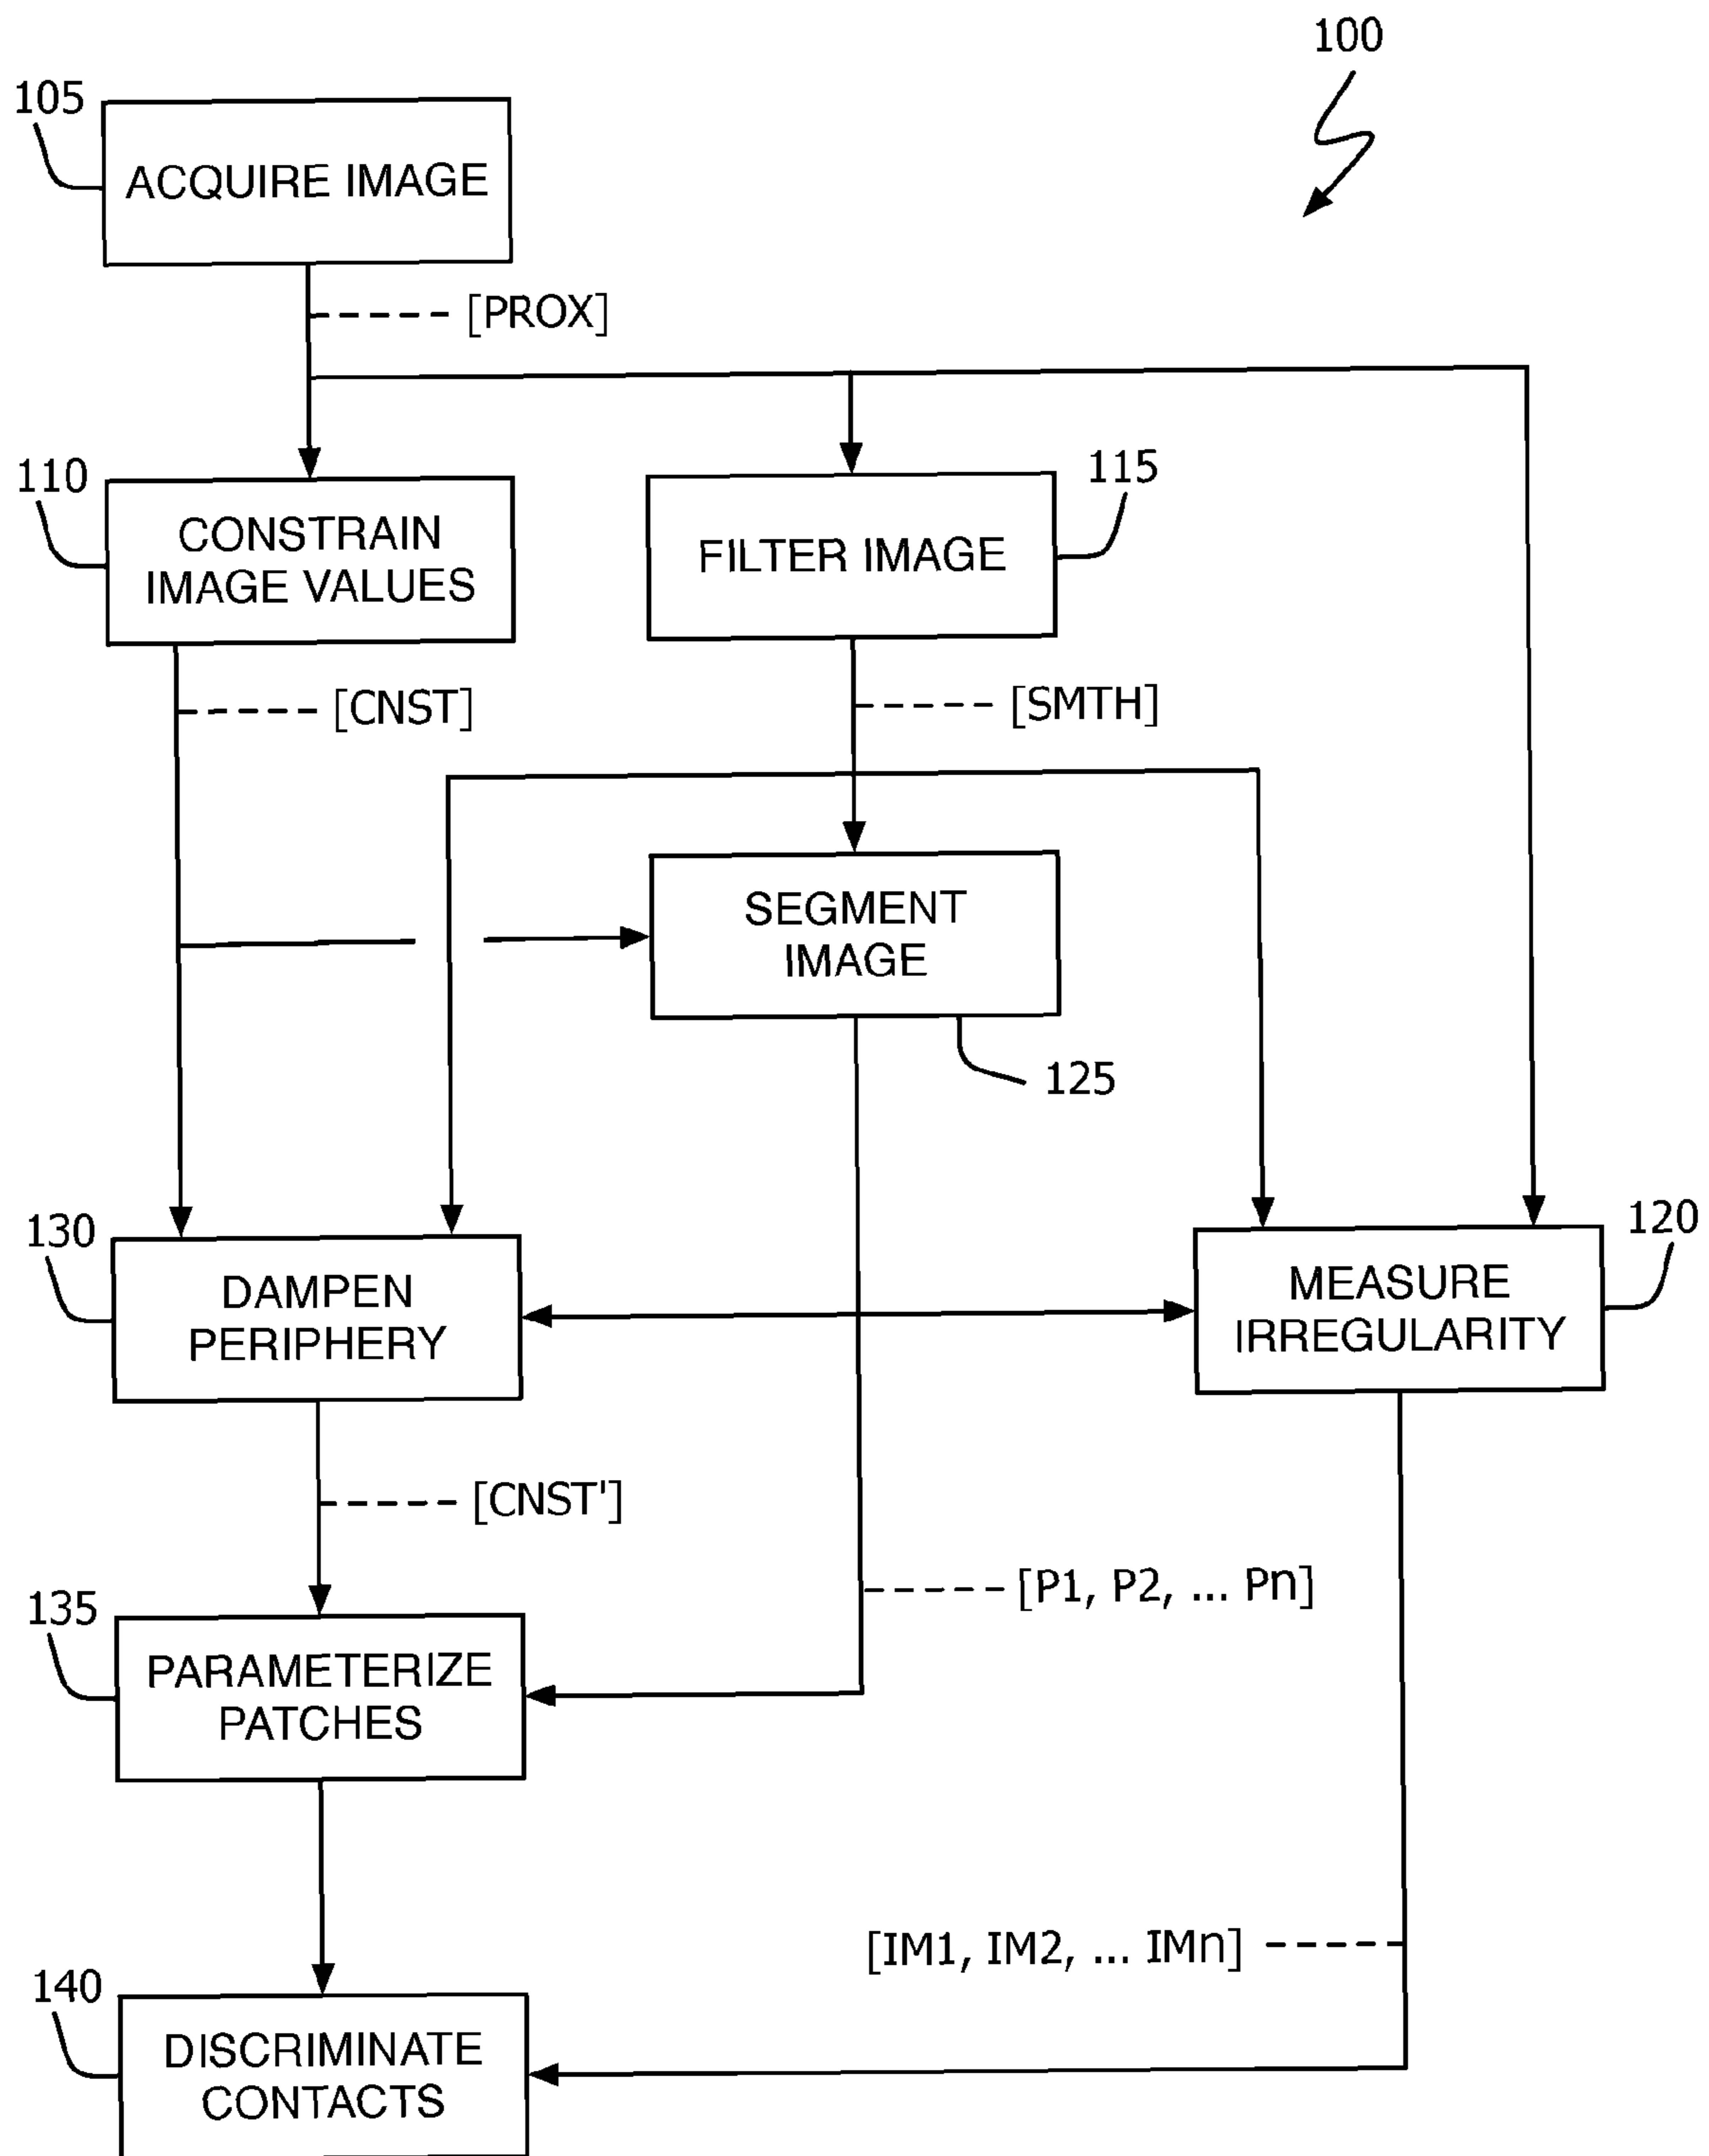 100
105
ACQUIRE IMAGE
[PROX]
110
CONSTRAIN
IMAGE VALUES
115
FILTER IMAGE
[CNST]
[SMTH]
SEGMENT
IMAGE
125
130
DAMPEN
PERIPHERY
120
MEASURE
IRREGULARITY
[CNST']
[P1, P2, ... Pn]
135
PARAMETERIZE
PATCHES
[IM1, IM2, ... IMn]
140
DISCRIMINATE
CONTACTS